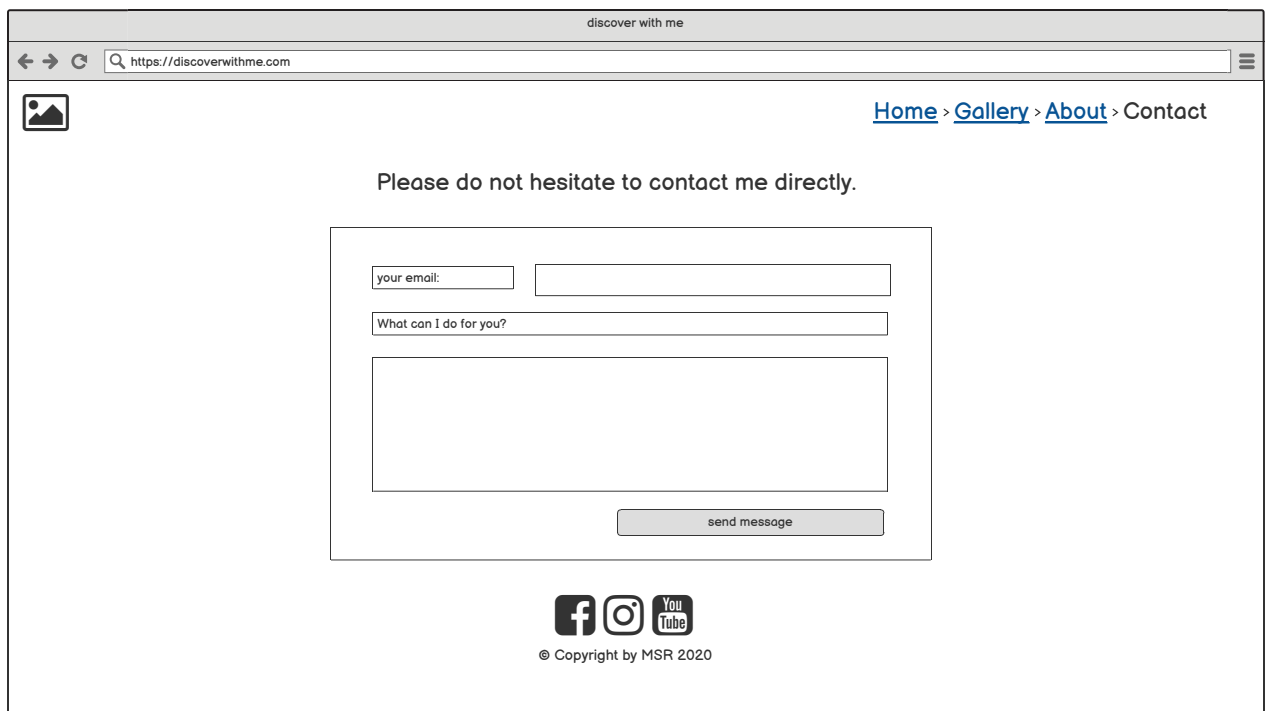 discover with me
https://discoverwithme.com
Home > Gallery > About > Contact
Please do not hesitate to contact me directly.
your email:
What can I do for you?
send message
You
Tube
© Copyright by MSR 2020